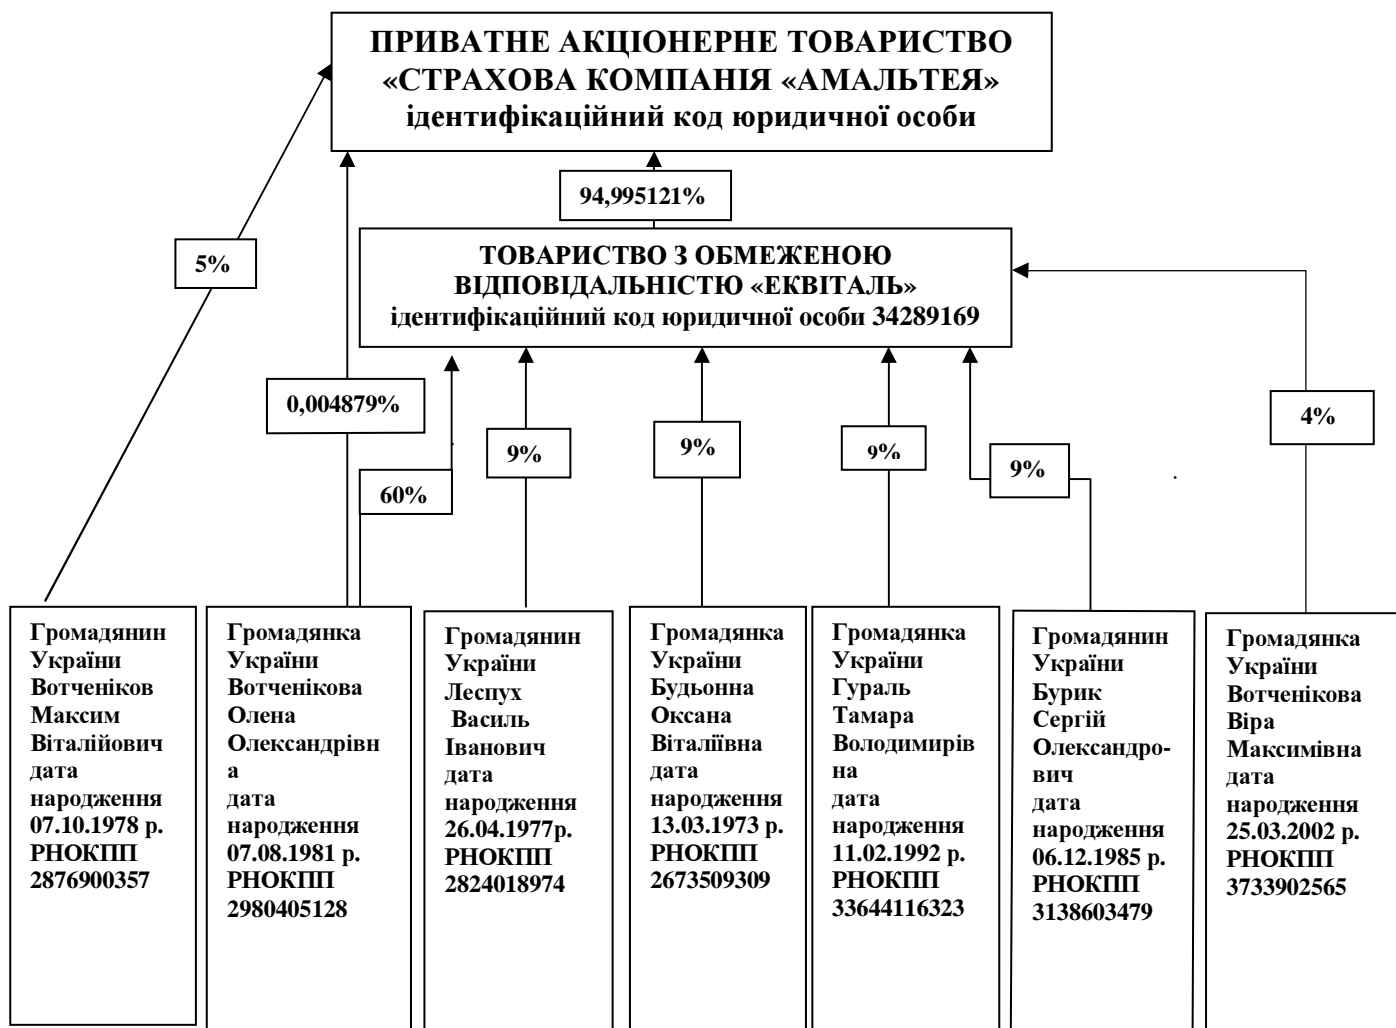 ПРИВАТНЕ АКЦІОНЕРНЕ ТОВАРИСТВО
«СТРАХОВА КОМПАНІЯ «АМАЛЬТЕЯ»
ідентифікаційний код юридичної особи
94,995121%
5%
ТОВАРИСТВО З ОБМЕЖЕНОЮ
ВІДПОВІДАЛЬНІСТЮ «ЕКВІТАЛЬ»
ідентифікаційний код юридичної особи 34289169
0,004879%
60%
9%
9%
9%
9%
4%
Громадянин
України
Вотченіков
Максим
Віталійович
дата
народження
07.10.1978 р.
РНОКПП
2876900357
Громадянка
України
Вотченікова
Олена
Олександрівн
а
дата
народження
07.08.1981 р.
РНОКПП
2980405128
Громадянин
України
Леспух
Василь
Іванович
дата
народження
26.04.1977р.
РНОКПП
2824018974
Громадянка
України
Будьонна
Оксана
Віталіївна
дата
народження
13.03.1973 р.
РНОКПП
2673509309
Громадянка
України
Гураль
Тамара
Володимирів
на
дата
народження
11.02.1992 р.
РНОКПП
33644116323
Громадянин
України
Бурик
Сергій
Олександро-
вич
дата
народження
06.12.1985 р.
РНОКПП
3138603479
Громадянка
України
Вотченікова
Віра
Максимівна
дата
народження
25.03.2002 р.
РНОКПП
3733902565